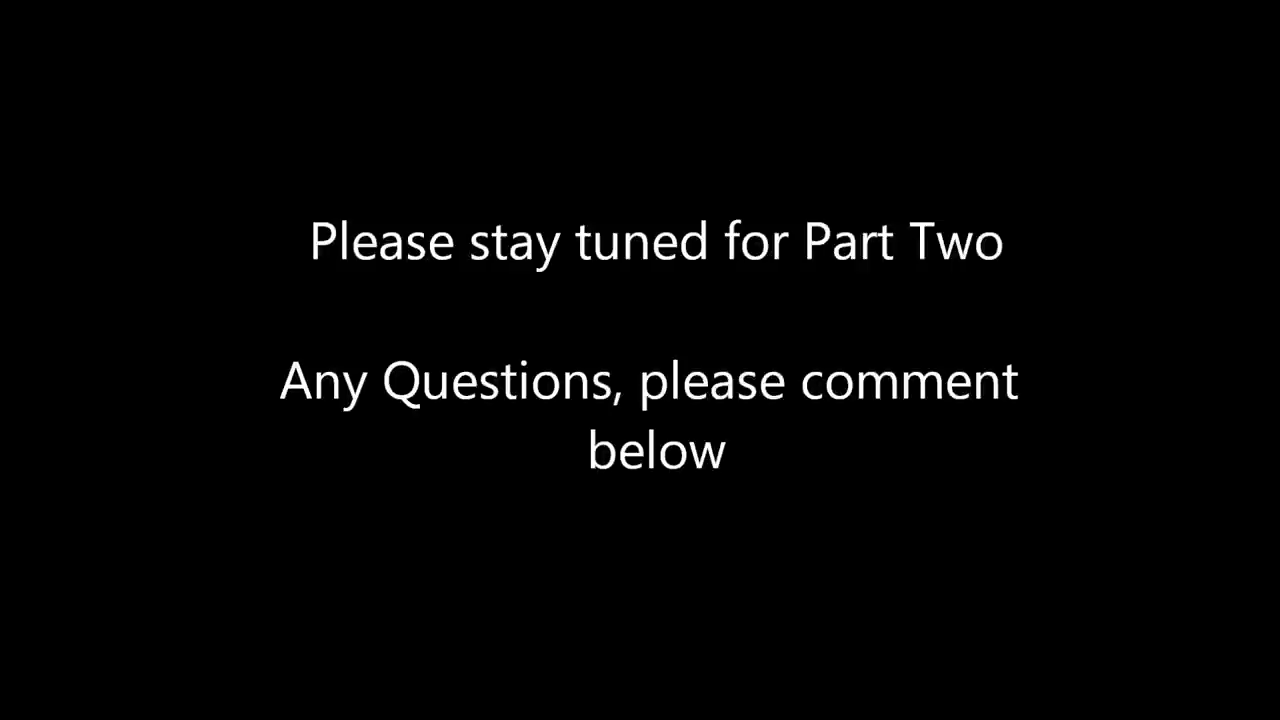 Please stay tuned for Part Two
Any Questions, please comment
below